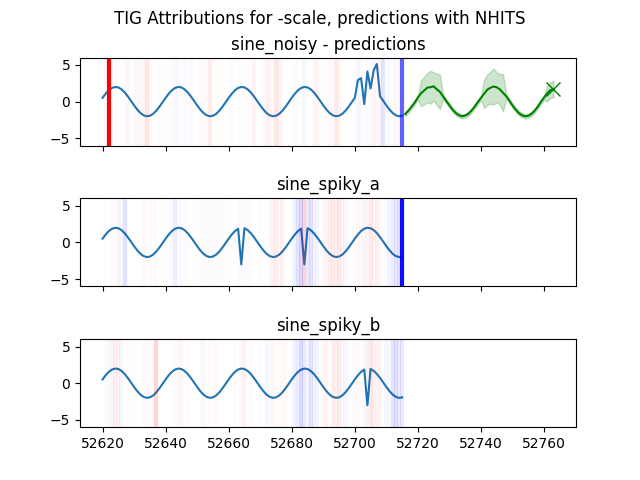 TIG Attributions for -scale, predictions with NHITS
sine_noisy - predictions
5
0
−5
sine_spiky_a
5
0
−5
sine_spiky_b
5
0
−5
52620 52640 52660 52680 52700 52720 52740 52760